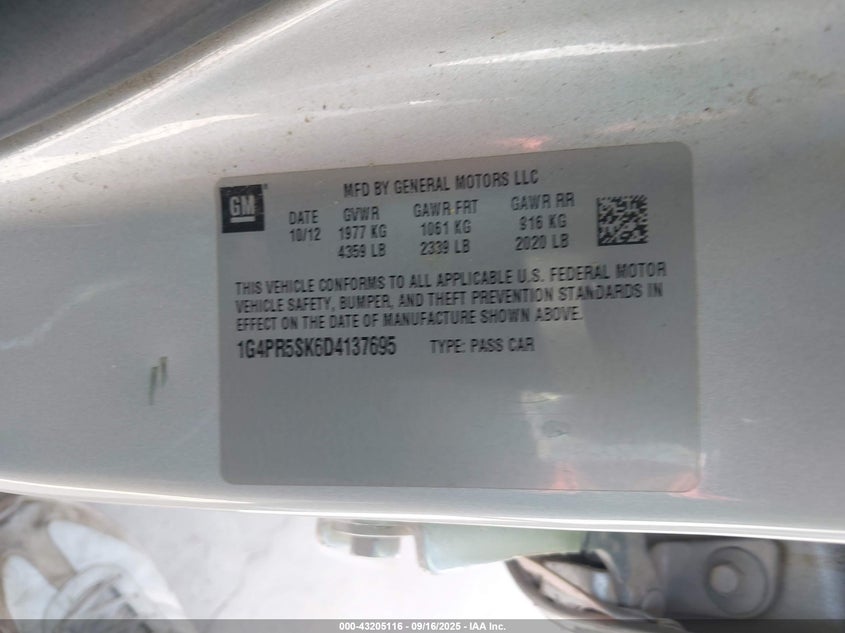 MFD BY GENERAL MOTORS LLC
GM
DATE GVWR GAWR FRT GAWR RR
10/12 1977 KG 1061 KG 916 KG
4359 LB 2339 LB 2020 LB
THIS VEHICLE CONFORMS TO ALL APPLICABLE U.S. FEDERAL MOTOR
VEHICLE SAFETY, BUMPER, AND THEFT PREVENTION STANDARDS IN
EFFECT ON THE DATE OF MANUFACTURE SHOWN ABOVE.
1G4PR5SK6D4137695 TYPE: PASS CAR
000-43205116 - 09/16/2025 - IAA Inc.